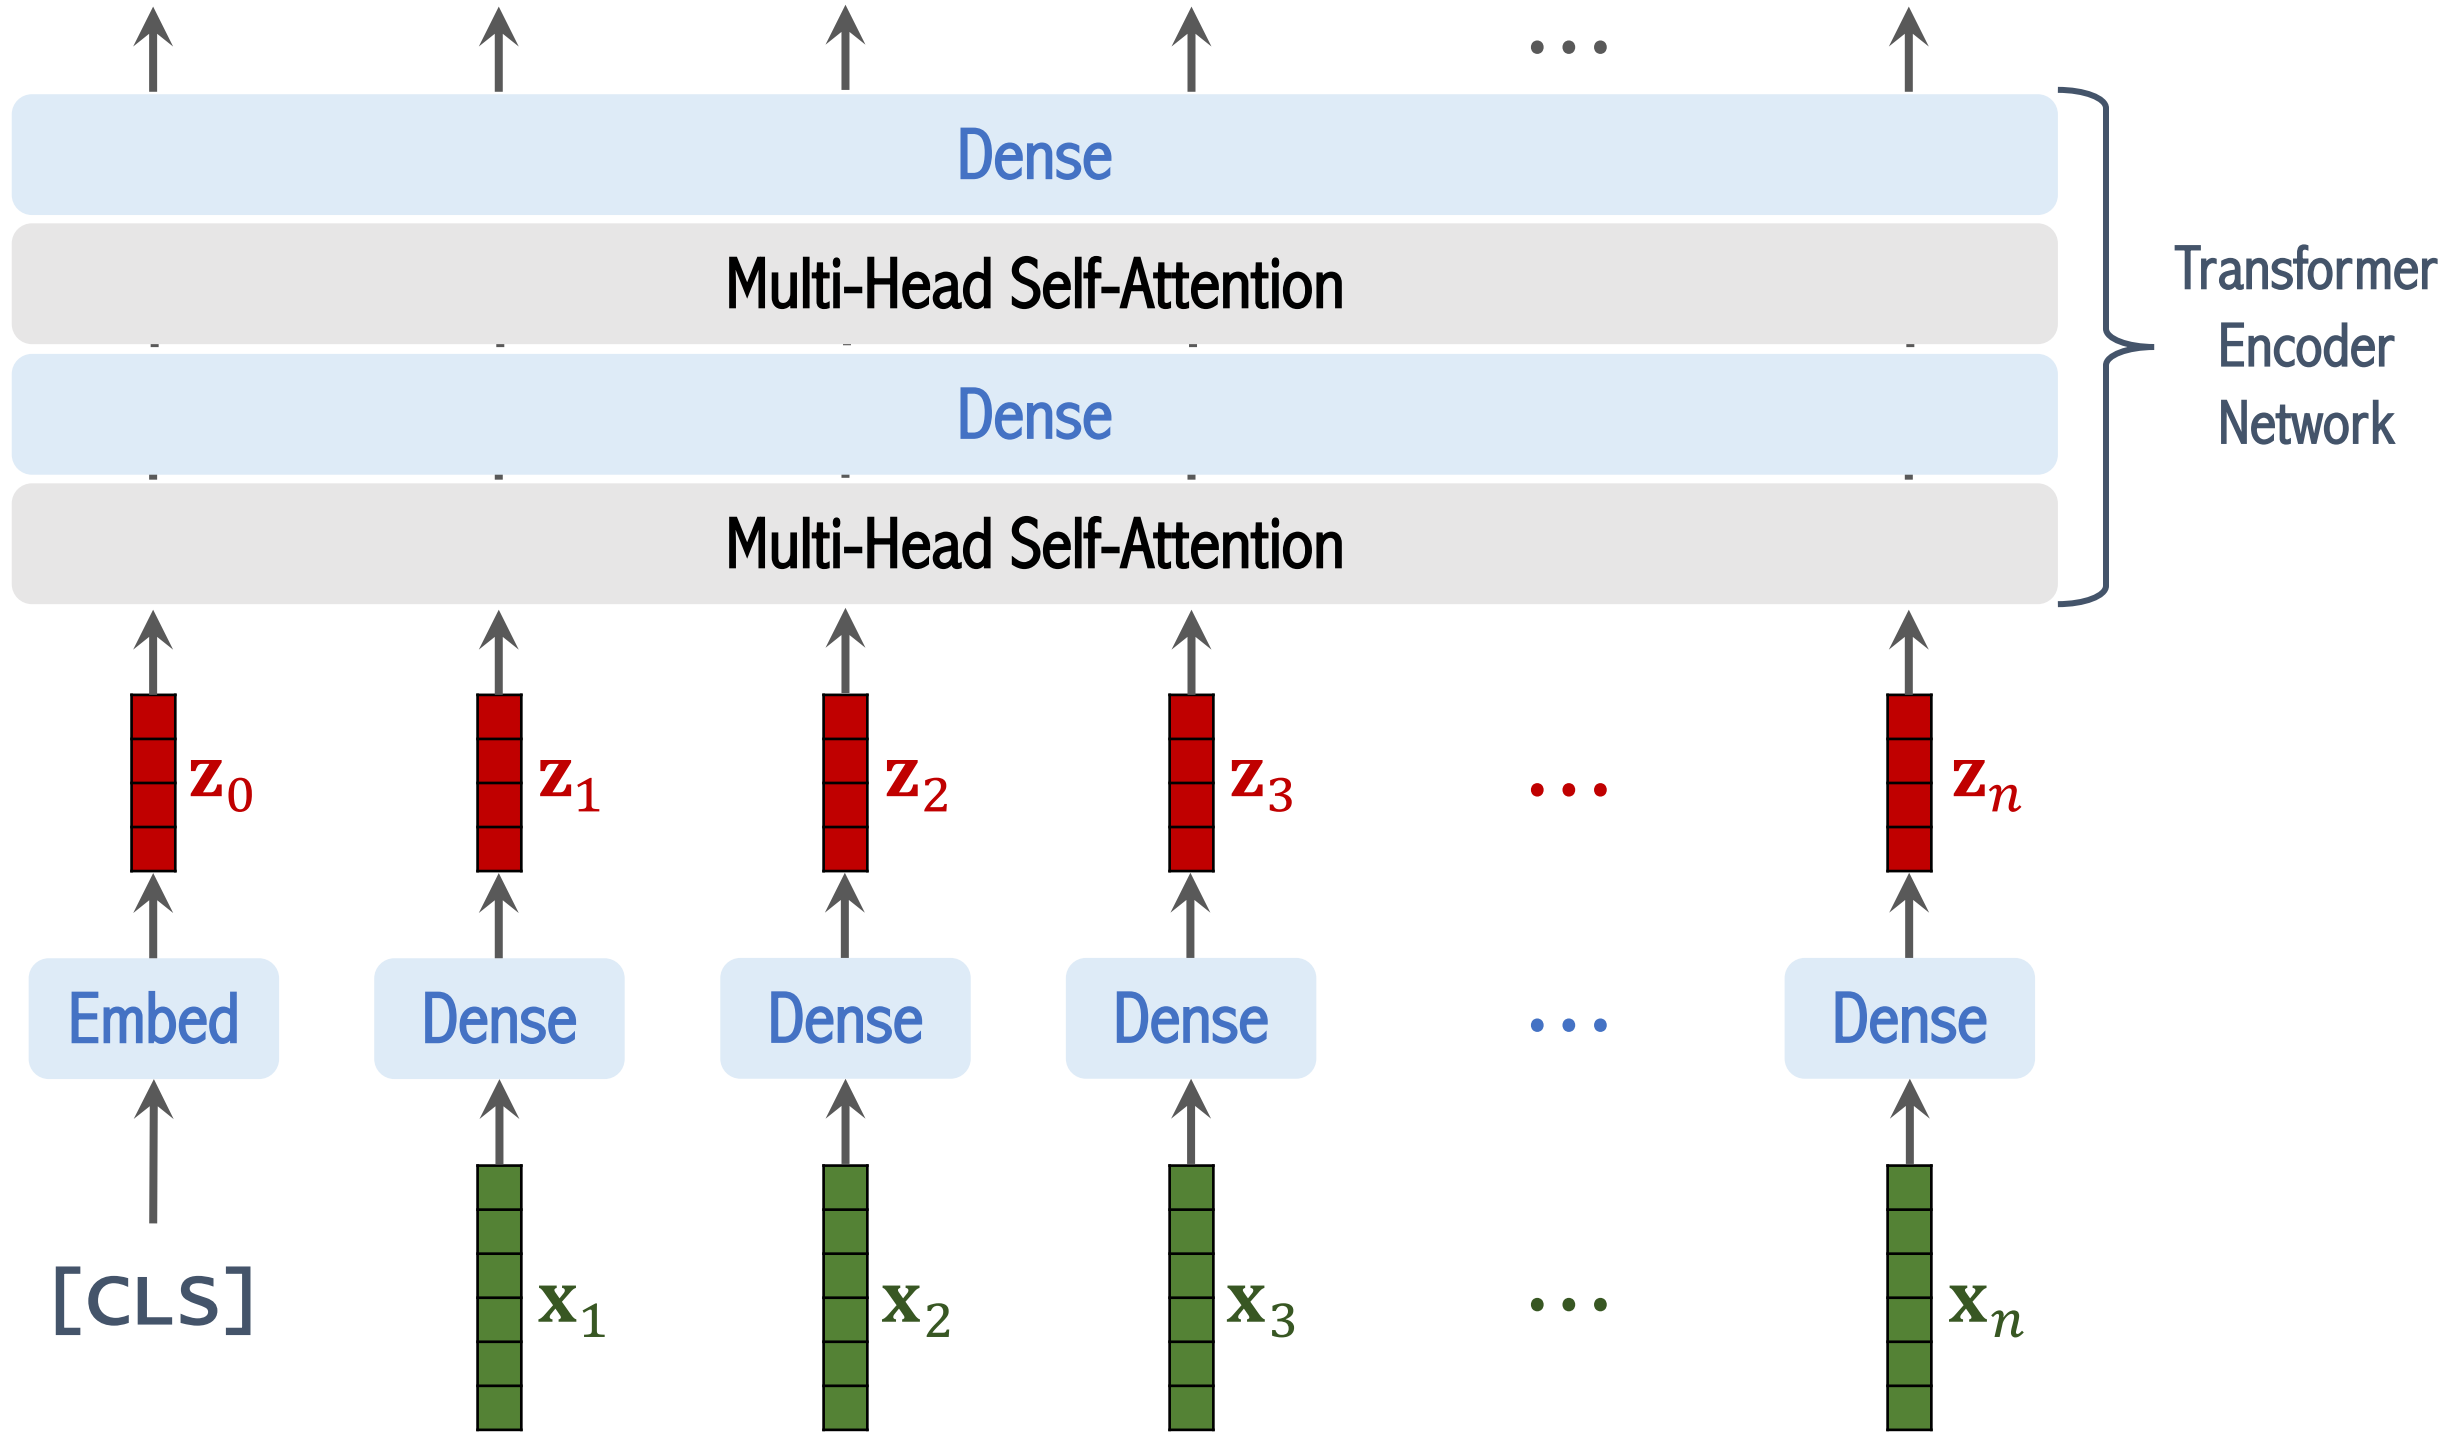 ...
Dense
Multi-Head Self-Attention
Dense
Multi-Head Self-Attention
Transformer
Encoder
Network
z₀ z₁ z₂ z₃ ... zₙ
Embed Dense Dense Dense ... Dense
[CLS] x₁ x₂ x₃ ... xₙ